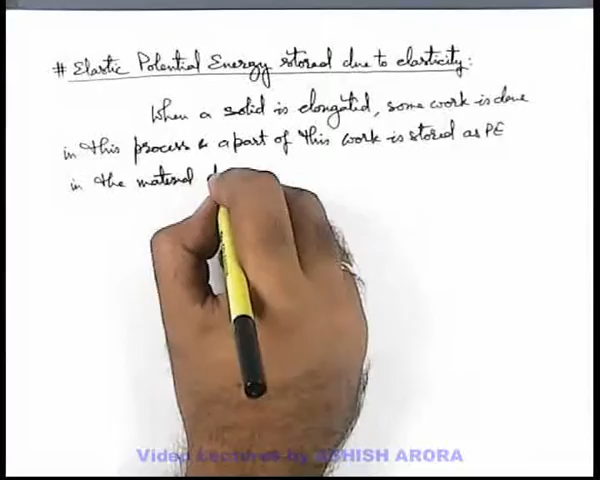 # Elastic Potential Energy stored due to elasticity:
When a solid is elongated, some work is done
in this process & a part of this work is stored as PE
in the material
Video Lectures by ASHISH ARORA